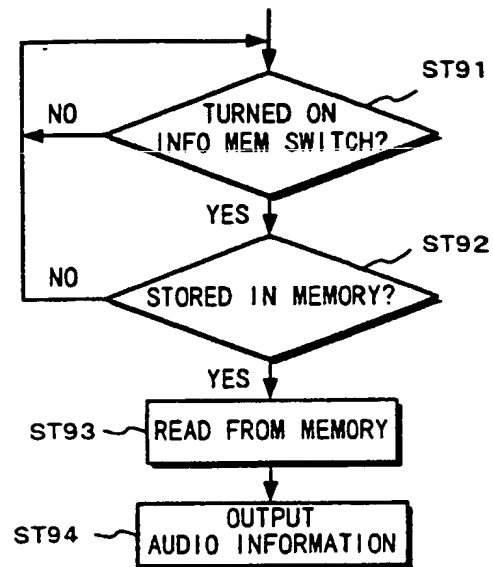 ST91
TURNED ON
INFO MEM SWITCH?
NO
YES
ST92
STORED IN MEMORY?
NO
YES
ST93
READ FROM MEMORY
ST94
OUTPUT
AUDIO INFORMATION